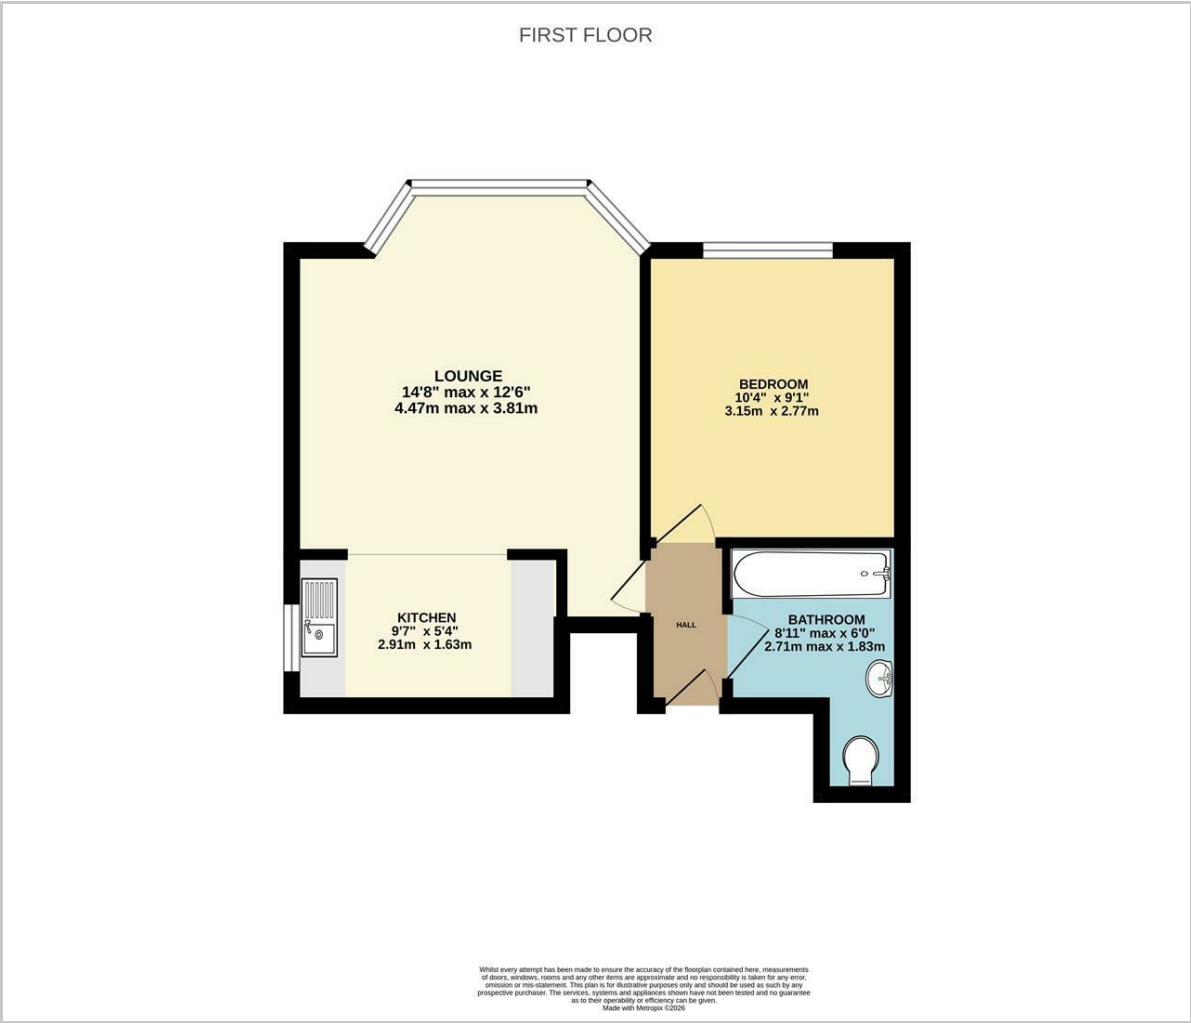 FIRST FLOOR
LOUNGE
14'8" max x 12'6"
4.47m max x 3.81m
BEDROOM
10'4" x 9'1"
3.15m x 2.77m
KITCHEN
9'7" x 5'4"
2.91m x 1.63m
HALL
BATHROOM
8'11" max x 6'0"
2.71m max x 1.83m
Whilst every attempt has been made to ensure the accuracy of the floorplan contained here, measurements
of doors, windows, rooms and any other items are approximate and no responsibility is taken for any error,
omission or mis-statement. This plan is for illustrative purposes only and should be used as such by any
prospective purchaser. The services, systems and appliances shown have not been tested and no guarantee
as to their operability or efficiency can be given.
Made with Metropix ©2026